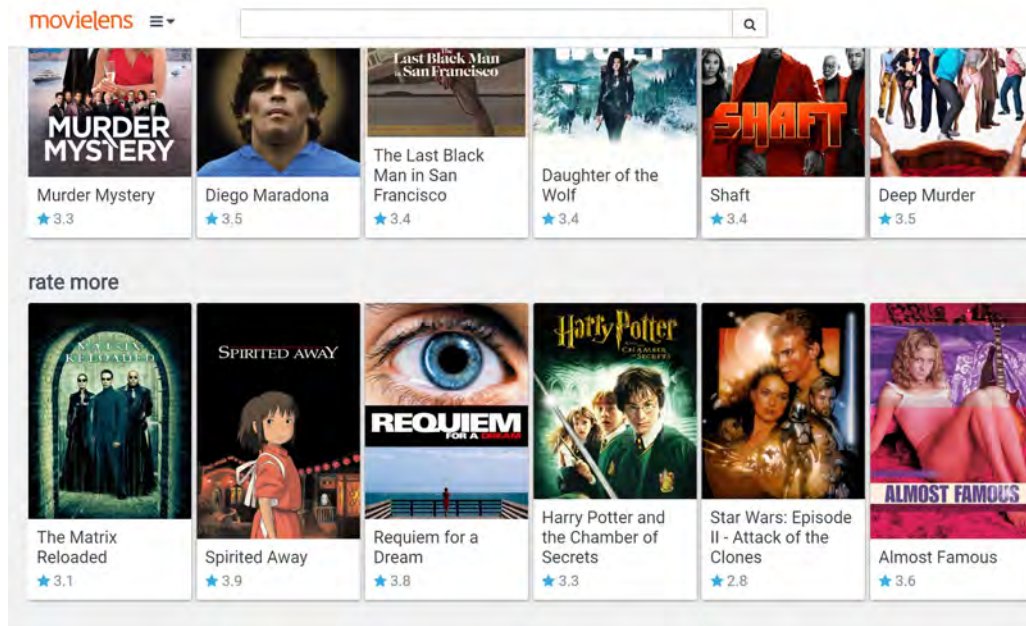 movielens
MURDER
MYSTERY
The
Last Black Man
in San Francisco
WOLF
SHAFT
Murder Mystery
3.3
Diego Maradona
3.5
The Last Black
Man in San
Francisco
3.4
Daughter of the
Wolf
3.4
Shaft
3.4
Deep Murder
3.5
rate more
MATRIX
RELOADED
SPIRITED AWAY
REQUIEM
FOR A DREAM
Harry Potter
CHAMBER
OF SECRETS
ALMOST FAMOUS
The Matrix
Reloaded
3.1
Spirited Away
3.9
Requiem for a
Dream
3.8
Harry Potter and
the Chamber of
Secrets
3.3
Star Wars: Episode
II - Attack of the
Clones
2.8
Almost Famous
3.6